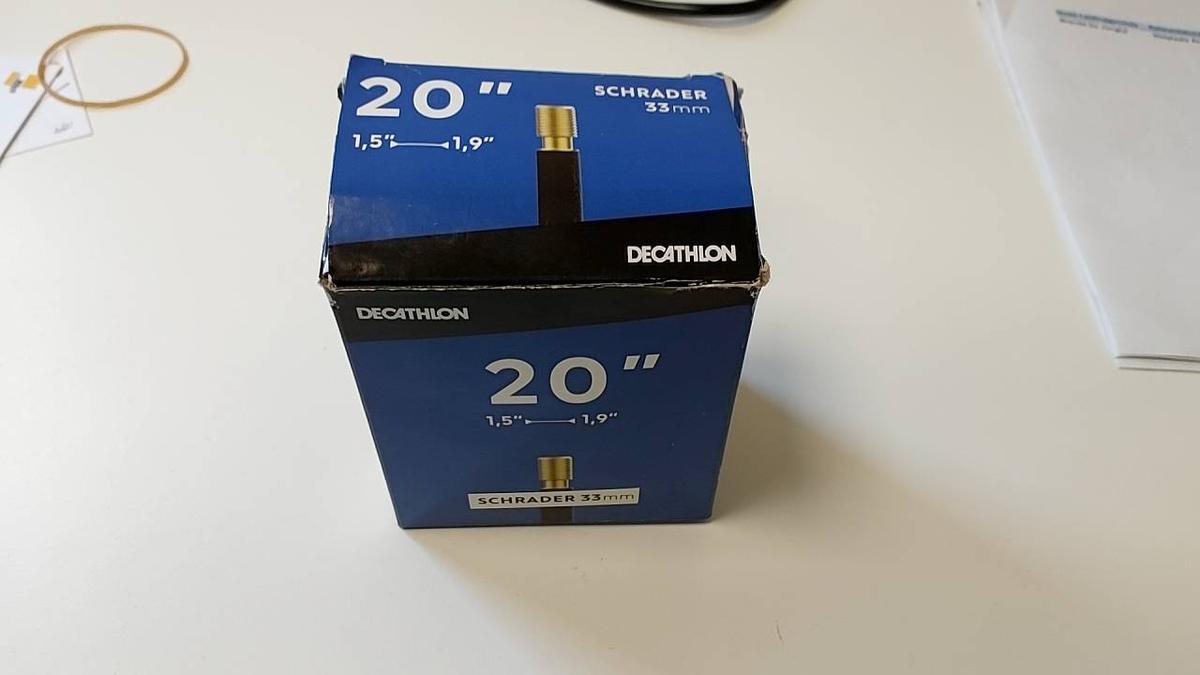 20"
SCHRADER
33mm
1,5" 1,9"
DECATHLON
DECATHLON
20"
1,5" 1,9"
SCHRADER 33mm